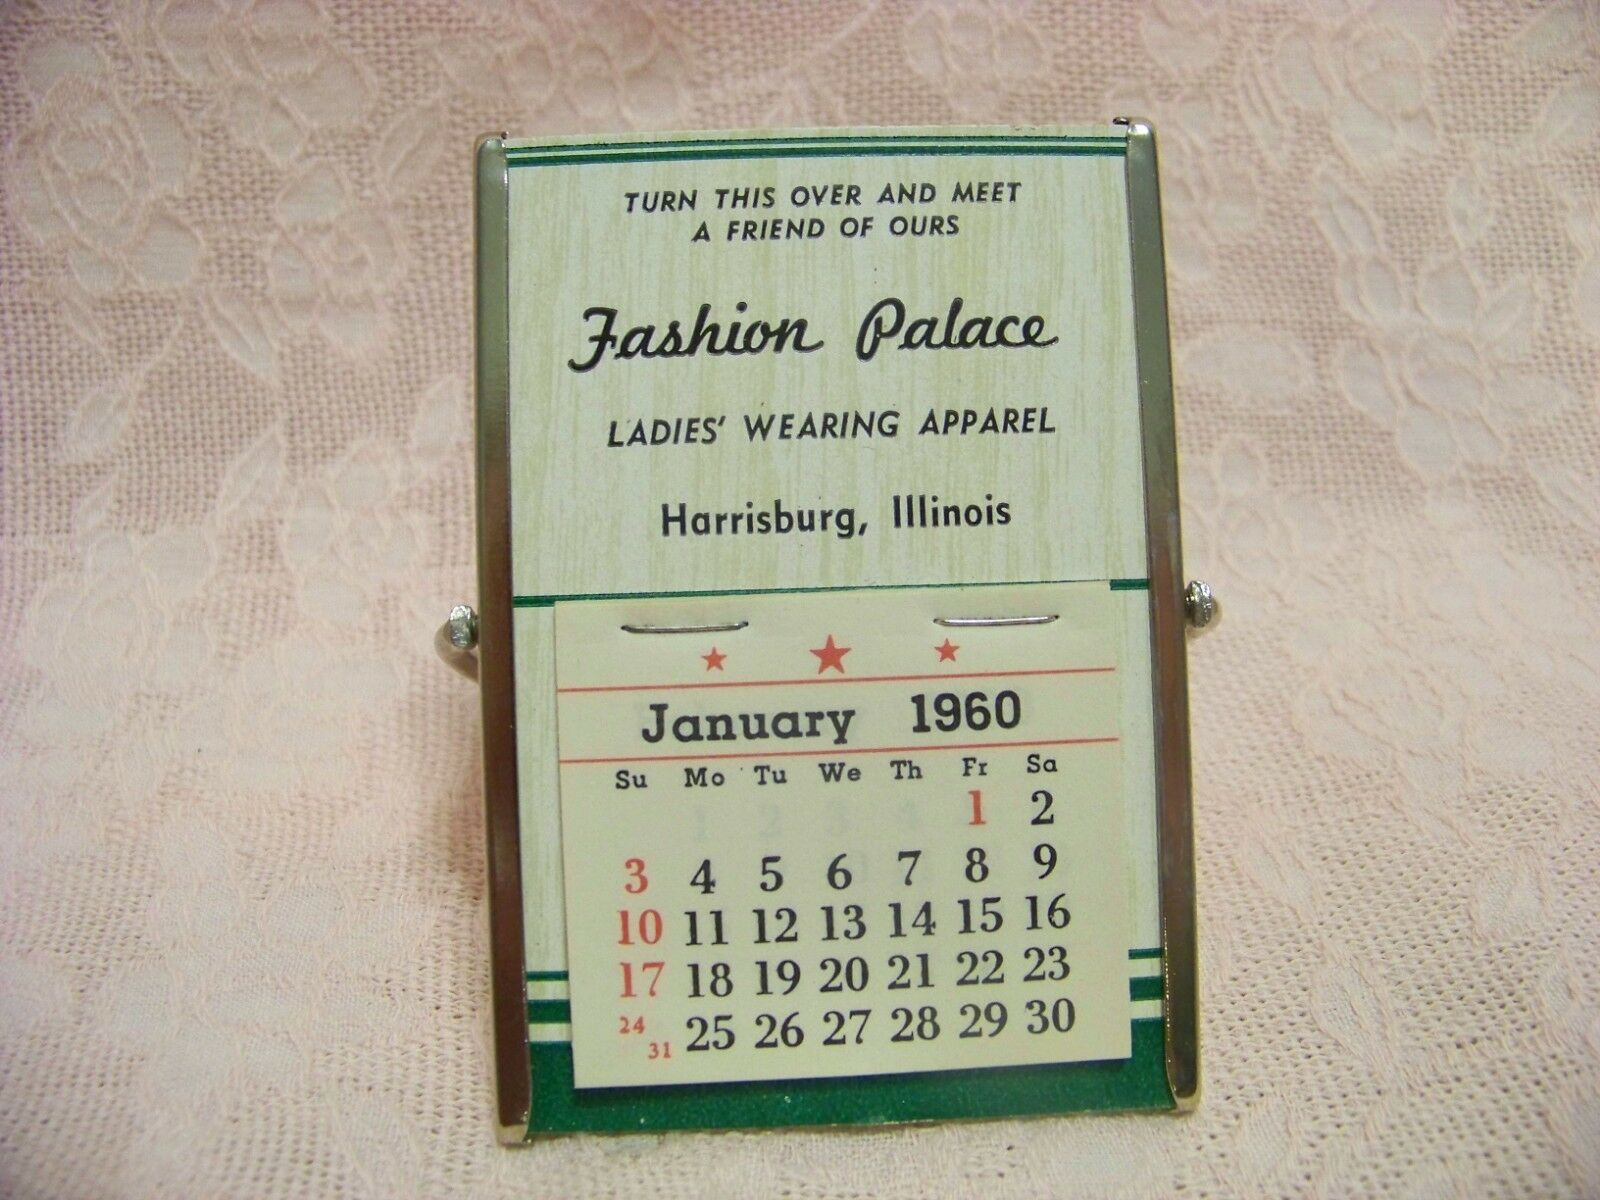 TURN THIS OVER AND MEET
A FRIEND OF OURS
Fashion Palace
LADIES' WEARING APPAREL
Harrisburg, Illinois
January 1960
Su Mo Tu We Th Fr Sa
1 2
3 4 5 6 7 8 9
10 11 12 13 14 15 16
17 18 19 20 21 22 23
24 31 25 26 27 28 29 30